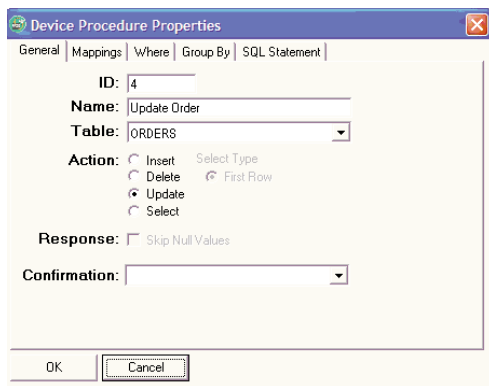 Device Procedure Properties
General Mappings Where Group By SQL Statement
ID: 4
Name: Update Order
Table: ORDERS
Action: Insert Select Type
Delete First Row
Update
Select
Response: Skip Null Values
Confirmation:
OK Cancel